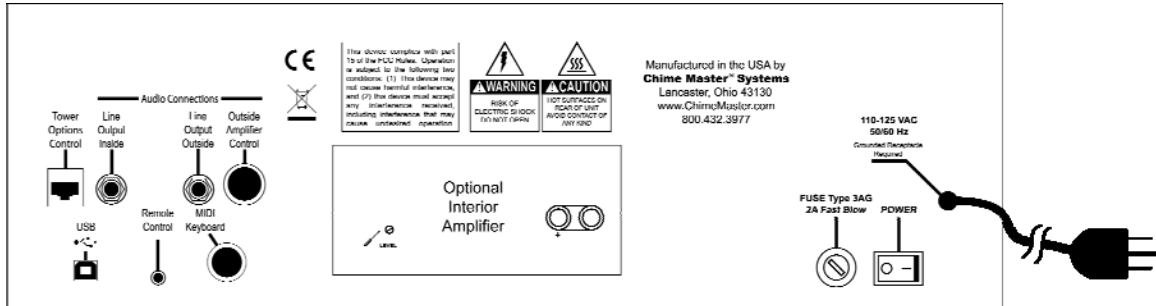 Audio Connections
Tower
Options
Control
Line
Output
Inside
Line
Output
Outside
Outside
Amplifier
Control
USB
Remote
Control
MIDI
Keyboard
CE
This device complies with part
15 of the FCC Rules. Operation
is subject to the following two
conditions: (1) This device may
not cause harmful interference,
and (2) this device must accept
any interference received,
including interference that may
cause undesired operation.
WARNING
RISK OF
ELECTRIC SHOCK
DO NOT OPEN
CAUTION
HOT SURFACES ON
REAR OF UNIT
AVOID CONTACT OF
ANY KIND
Optional
Interior
Amplifier
LEVEL
+
Manufactured in the USA by
Chime Master™ Systems
Lancaster, Ohio 43130
www.ChimeMaster.com
800.432.3977
110-125 VAC
50/60 Hz
Grounded Receptacle
Required
FUSE Type 3AG
2A Fast Blow
POWER